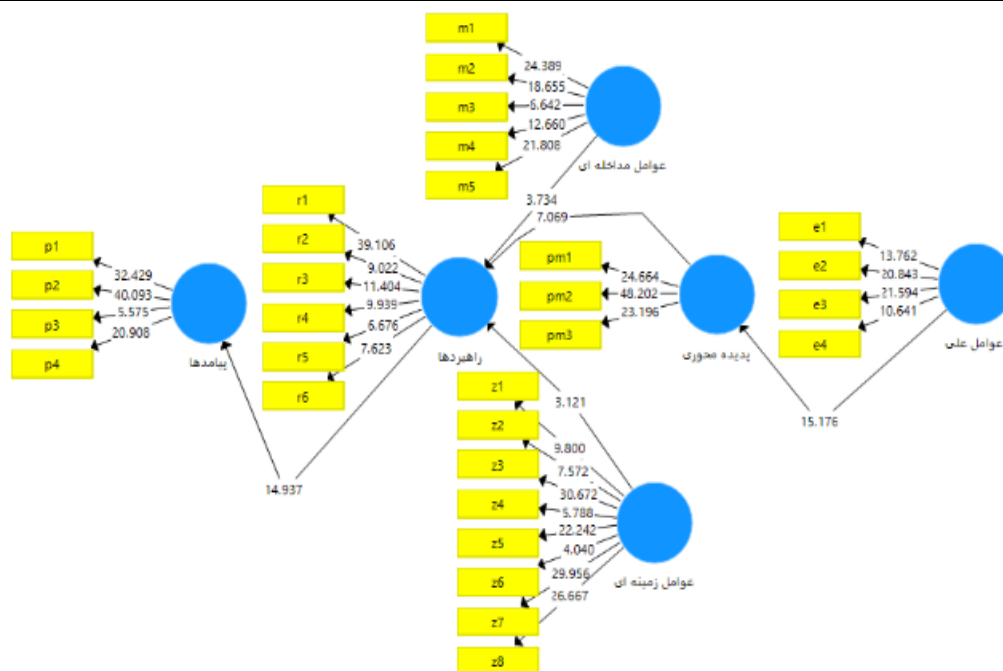 m1
m2
m3
m4
m5
24.389
18.655
6.642
12.660
21.808
عوامل مداخله ای
3.734
7.069
r1
r2
r3
r4
r5
r6
39.106
9.022
11.404
9.939
6.676
7.623
راهبردها
p1
p2
p3
p4
32.429
40.093
5.575
20.908
پیامدها
14.937
pm1
pm2
pm3
24.664
48.202
23.196
پدیده محوری
e1
e2
e3
e4
13.762
20.843
21.594
10.641
عوامل علی
15.176
3.121
z1
z2
z3
z4
z5
z6
z7
z8
9.800
7.572
30.672
5.788
22.242
4.040
29.956
26.667
عوامل زمینه ای